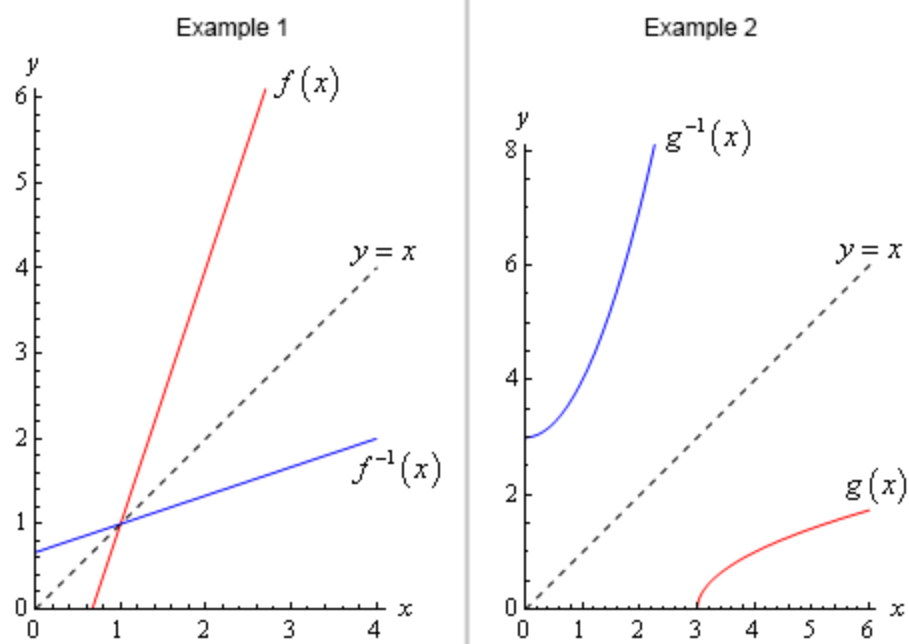 Example 1
y
6
f(x)
5
y = x
4
3
2
f⁻¹(x)
1
0
x
0 1 2 3 4
Example 2
y
8
g⁻¹(x)
y = x
6
4
g(x)
2
0
x
0 1 2 3 4 5 6